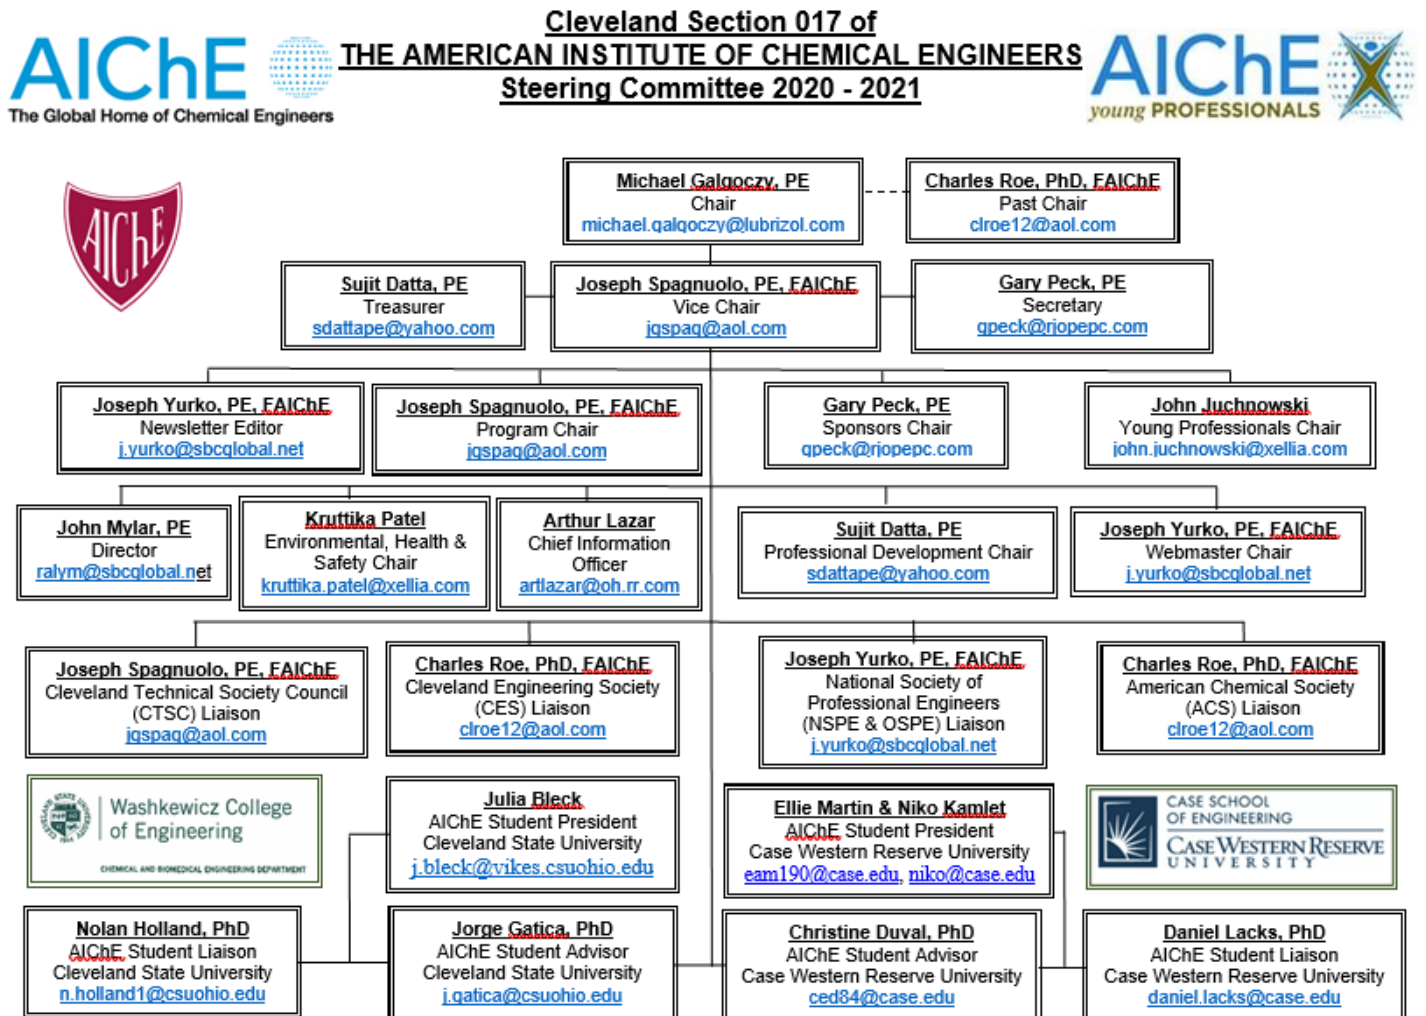 Cleveland Section 017 of
THE AMERICAN INSTITUTE OF CHEMICAL ENGINEERS
Steering Committee 2020 - 2021
AIChE
The Global Home of Chemical Engineers
AIChE
young PROFESSIONALS
AIChE
Michael Galgoczy, PE
Chair
michael.galgoczy@lubrizol.com
Charles Roe, PhD, FAIChE
Past Chair
clroe12@aol.com
Sujit Datta, PE
Treasurer
sdattape@yahoo.com
Joseph Spagnuolo, PE, FAIChE
Vice Chair
jgspag@aol.com
Gary Peck, PE
Secretary
gpeck@rjopepc.com
Joseph Yurko, PE, FAIChE
Newsletter Editor
j.yurko@sbcglobal.net
Joseph Spagnuolo, PE, FAIChE
Program Chair
jgspag@aol.com
Gary Peck, PE
Sponsors Chair
gpeck@rjopepc.com
John Juchnowski
Young Professionals Chair
john.juchnowski@xellia.com
John Mylar, PE
Director
ralym@sbcglobal.net
Kruttika Patel
Environmental, Health &
Safety Chair
kruttika.patel@xellia.com
Arthur Lazar
Chief Information
Officer
artlazar@oh.rr.com
Sujit Datta, PE
Professional Development Chair
sdattape@yahoo.com
Joseph Yurko, PE, FAIChE
Webmaster Chair
j.yurko@sbcglobal.net
Joseph Spagnuolo, PE, FAIChE
Cleveland Technical Society Council
(CTSC) Liaison
jgspag@aol.com
Charles Roe, PhD, FAIChE
Cleveland Engineering Society
(CES) Liaison
clroe12@aol.com
Joseph Yurko, PE, FAIChE
National Society of
Professional Engineers
(NSPE & OSPE) Liaison
j.yurko@sbcglobal.net
Charles Roe, PhD, FAIChE
American Chemical Society
(ACS) Liaison
clroe12@aol.com
Washkewicz College
of Engineering
CHEMICAL AND BIOMEDICAL ENGINEERING DEPARTMENT
Julia Bleck
AIChE Student President
Cleveland State University
j.bleck@vikes.csuohio.edu
Ellie Martin & Niko Kamlet
AIChE Student President
Case Western Reserve University
eam190@case.edu, niko@case.edu
CASE SCHOOL
OF ENGINEERING
CASE WESTERN RESERVE
UNIVERSITY
Nolan Holland, PhD
AIChE Student Liaison
Cleveland State University
n.holland1@csuohio.edu
Jorge Gatica, PhD
AIChE Student Advisor
Cleveland State University
j.gatica@csuohio.edu
Christine Duval, PhD
AIChE Student Advisor
Case Western Reserve University
ced84@case.edu
Daniel Lacks, PhD
AIChE Student Liaison
Case Western Reserve University
daniel.lacks@case.edu